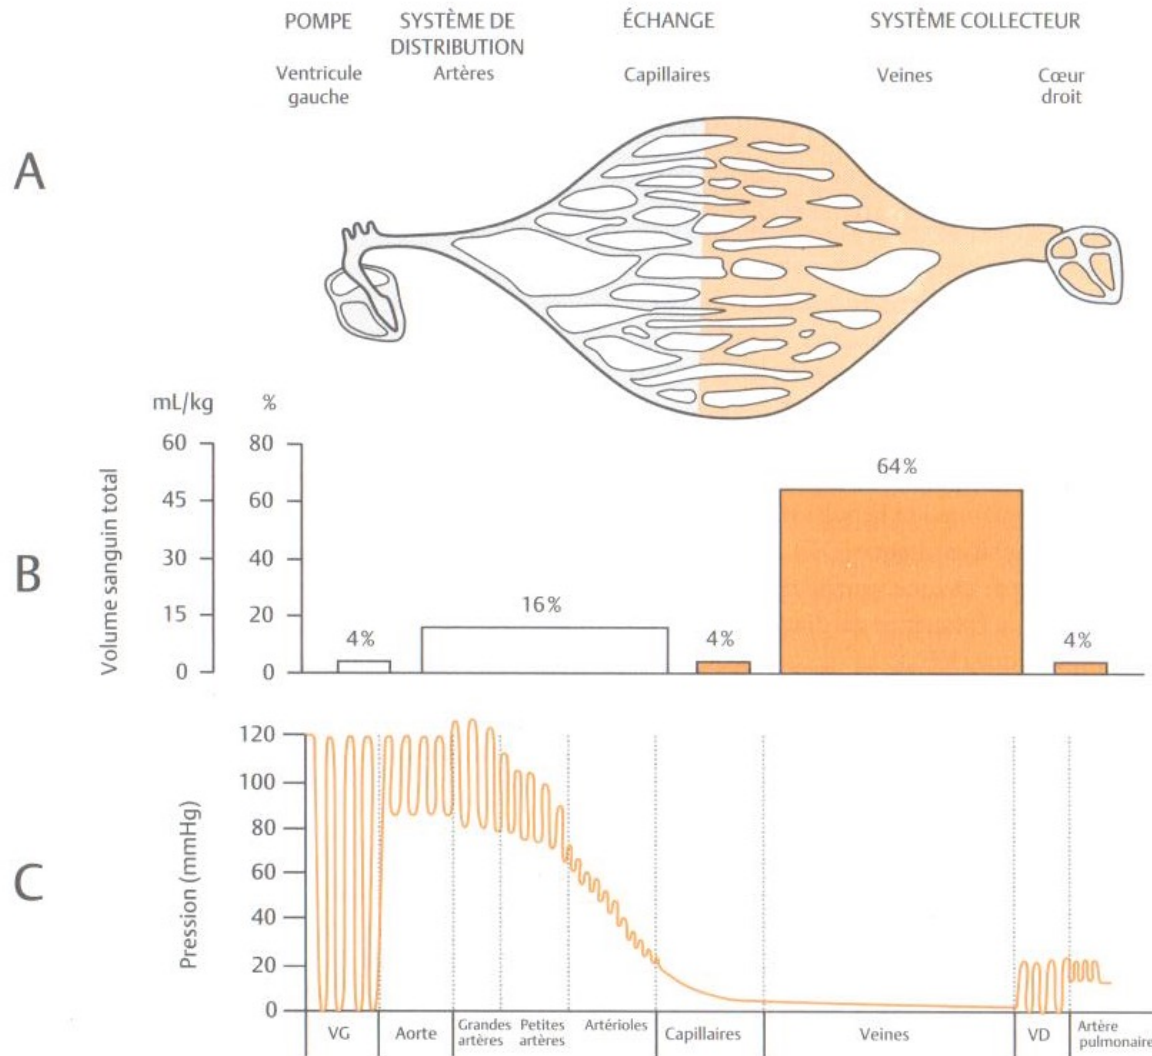 POMPE
SYSTÈME DE
DISTRIBUTION
ÉCHANGE
SYSTÈME COLLECTEUR
Ventricule
gauche
Artères
Capillaires
Veines
Cœur
droit
A
mL/kg
%
60
45
30
15
0
80
60
40
20
0
Volume sanguin total
B
4%
16%
4%
64%
4%
C
Pression (mmHg)
120
100
80
60
40
20
0
VG
Aorte
Grandes
artères
Petites
artères
Artérioles
Capillaires
Veines
VD
Artère
pulmonaire